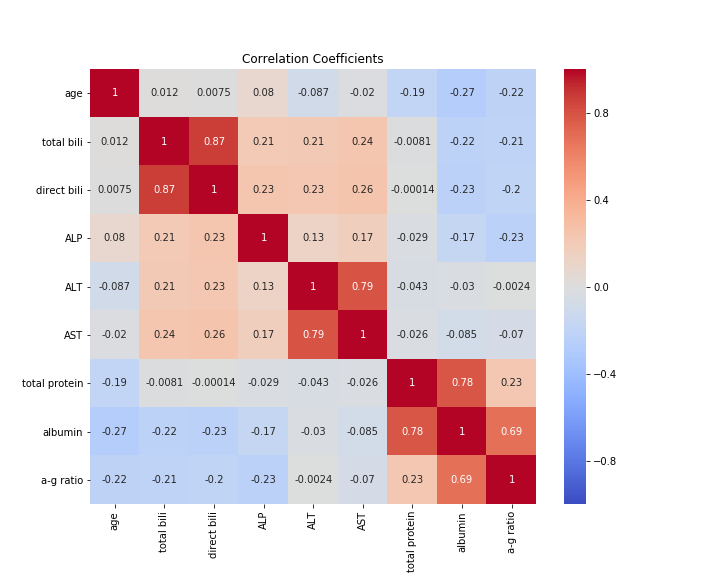 Correlation Coefficients
age 1 0.012 0.0075 0.08 -0.087 -0.02 -0.19 -0.27 -0.22
0.8
total bili 0.012 1 0.87 0.21 0.21 0.24 -0.0081 -0.22 -0.21
direct bili 0.0075 0.87 1 0.23 0.23 0.26 -0.00014 -0.23 -0.2
0.4
ALP 0.08 0.21 0.23 1 0.13 0.17 -0.029 -0.17 -0.23
ALT -0.087 0.21 0.23 0.13 1 0.79 -0.043 -0.03 -0.0024
0.0
AST -0.02 0.24 0.26 0.17 0.79 1 -0.026 -0.085 -0.07
−0.4
total protein -0.19 -0.0081 -0.00014 -0.029 -0.043 -0.026 1 0.78 0.23
albumin -0.27 -0.22 -0.23 -0.17 -0.03 -0.085 0.78 1 0.69
−0.8
a-g ratio -0.22 -0.21 -0.2 -0.23 -0.0024 -0.07 0.23 0.69 1
age total bili direct bili ALP ALT AST total protein albumin a-g ratio